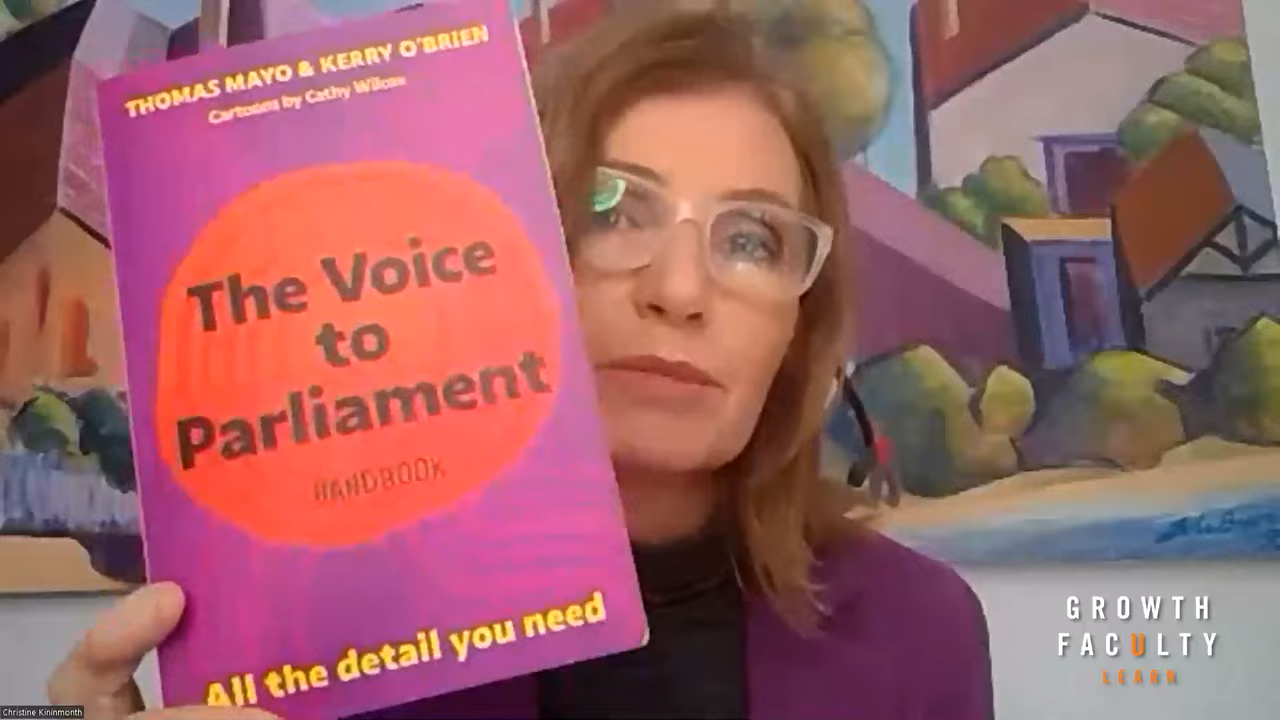 THOMAS MAYO & KERRY O'BRIEN
Cartoons by Cathy Wilcox
The Voice
to
Parliament
HANDBOOK
All the detail you need
GROWTH
FACULTY
LEARN
Christine Kininmonth